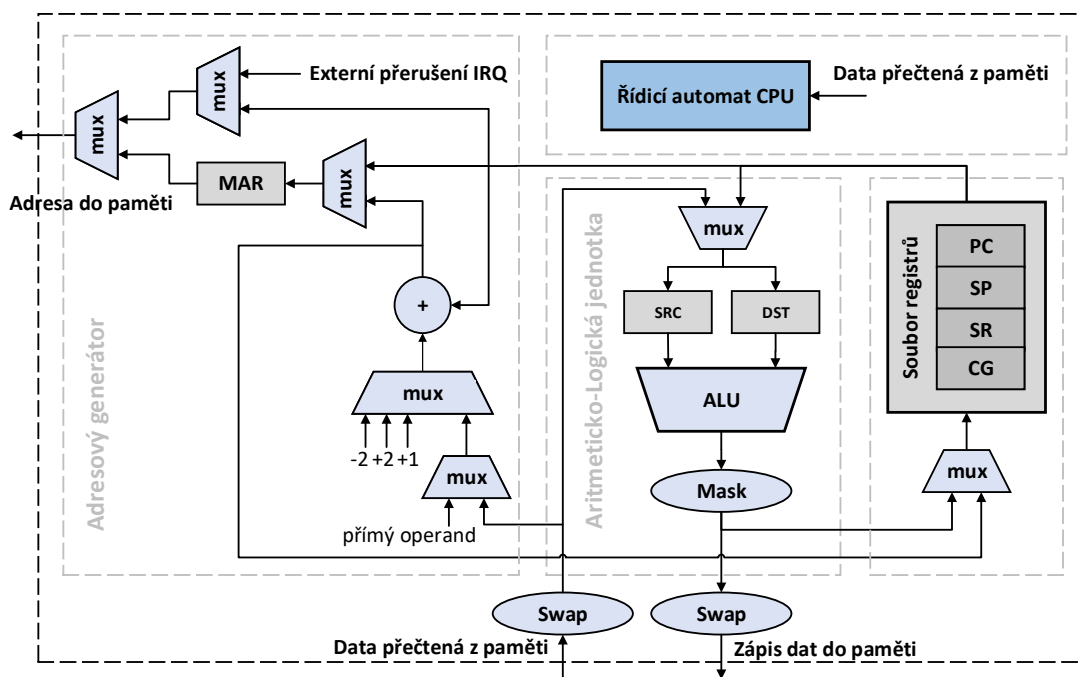 mux
Externí přerušení IRQ
mux
Adresa do paměti
MAR
mux
+
mux
-2 +2 +1
mux
přímý operand
Adresový generátor
Řídicí automat CPU
Data přečtená z paměti
mux
SRC
DST
ALU
Mask
Aritmeticko-Logická jednotka
Soubor registrů
PC
SP
SR
CG
mux
Swap
Data přečtená z paměti
Swap
Zápis dat do paměti